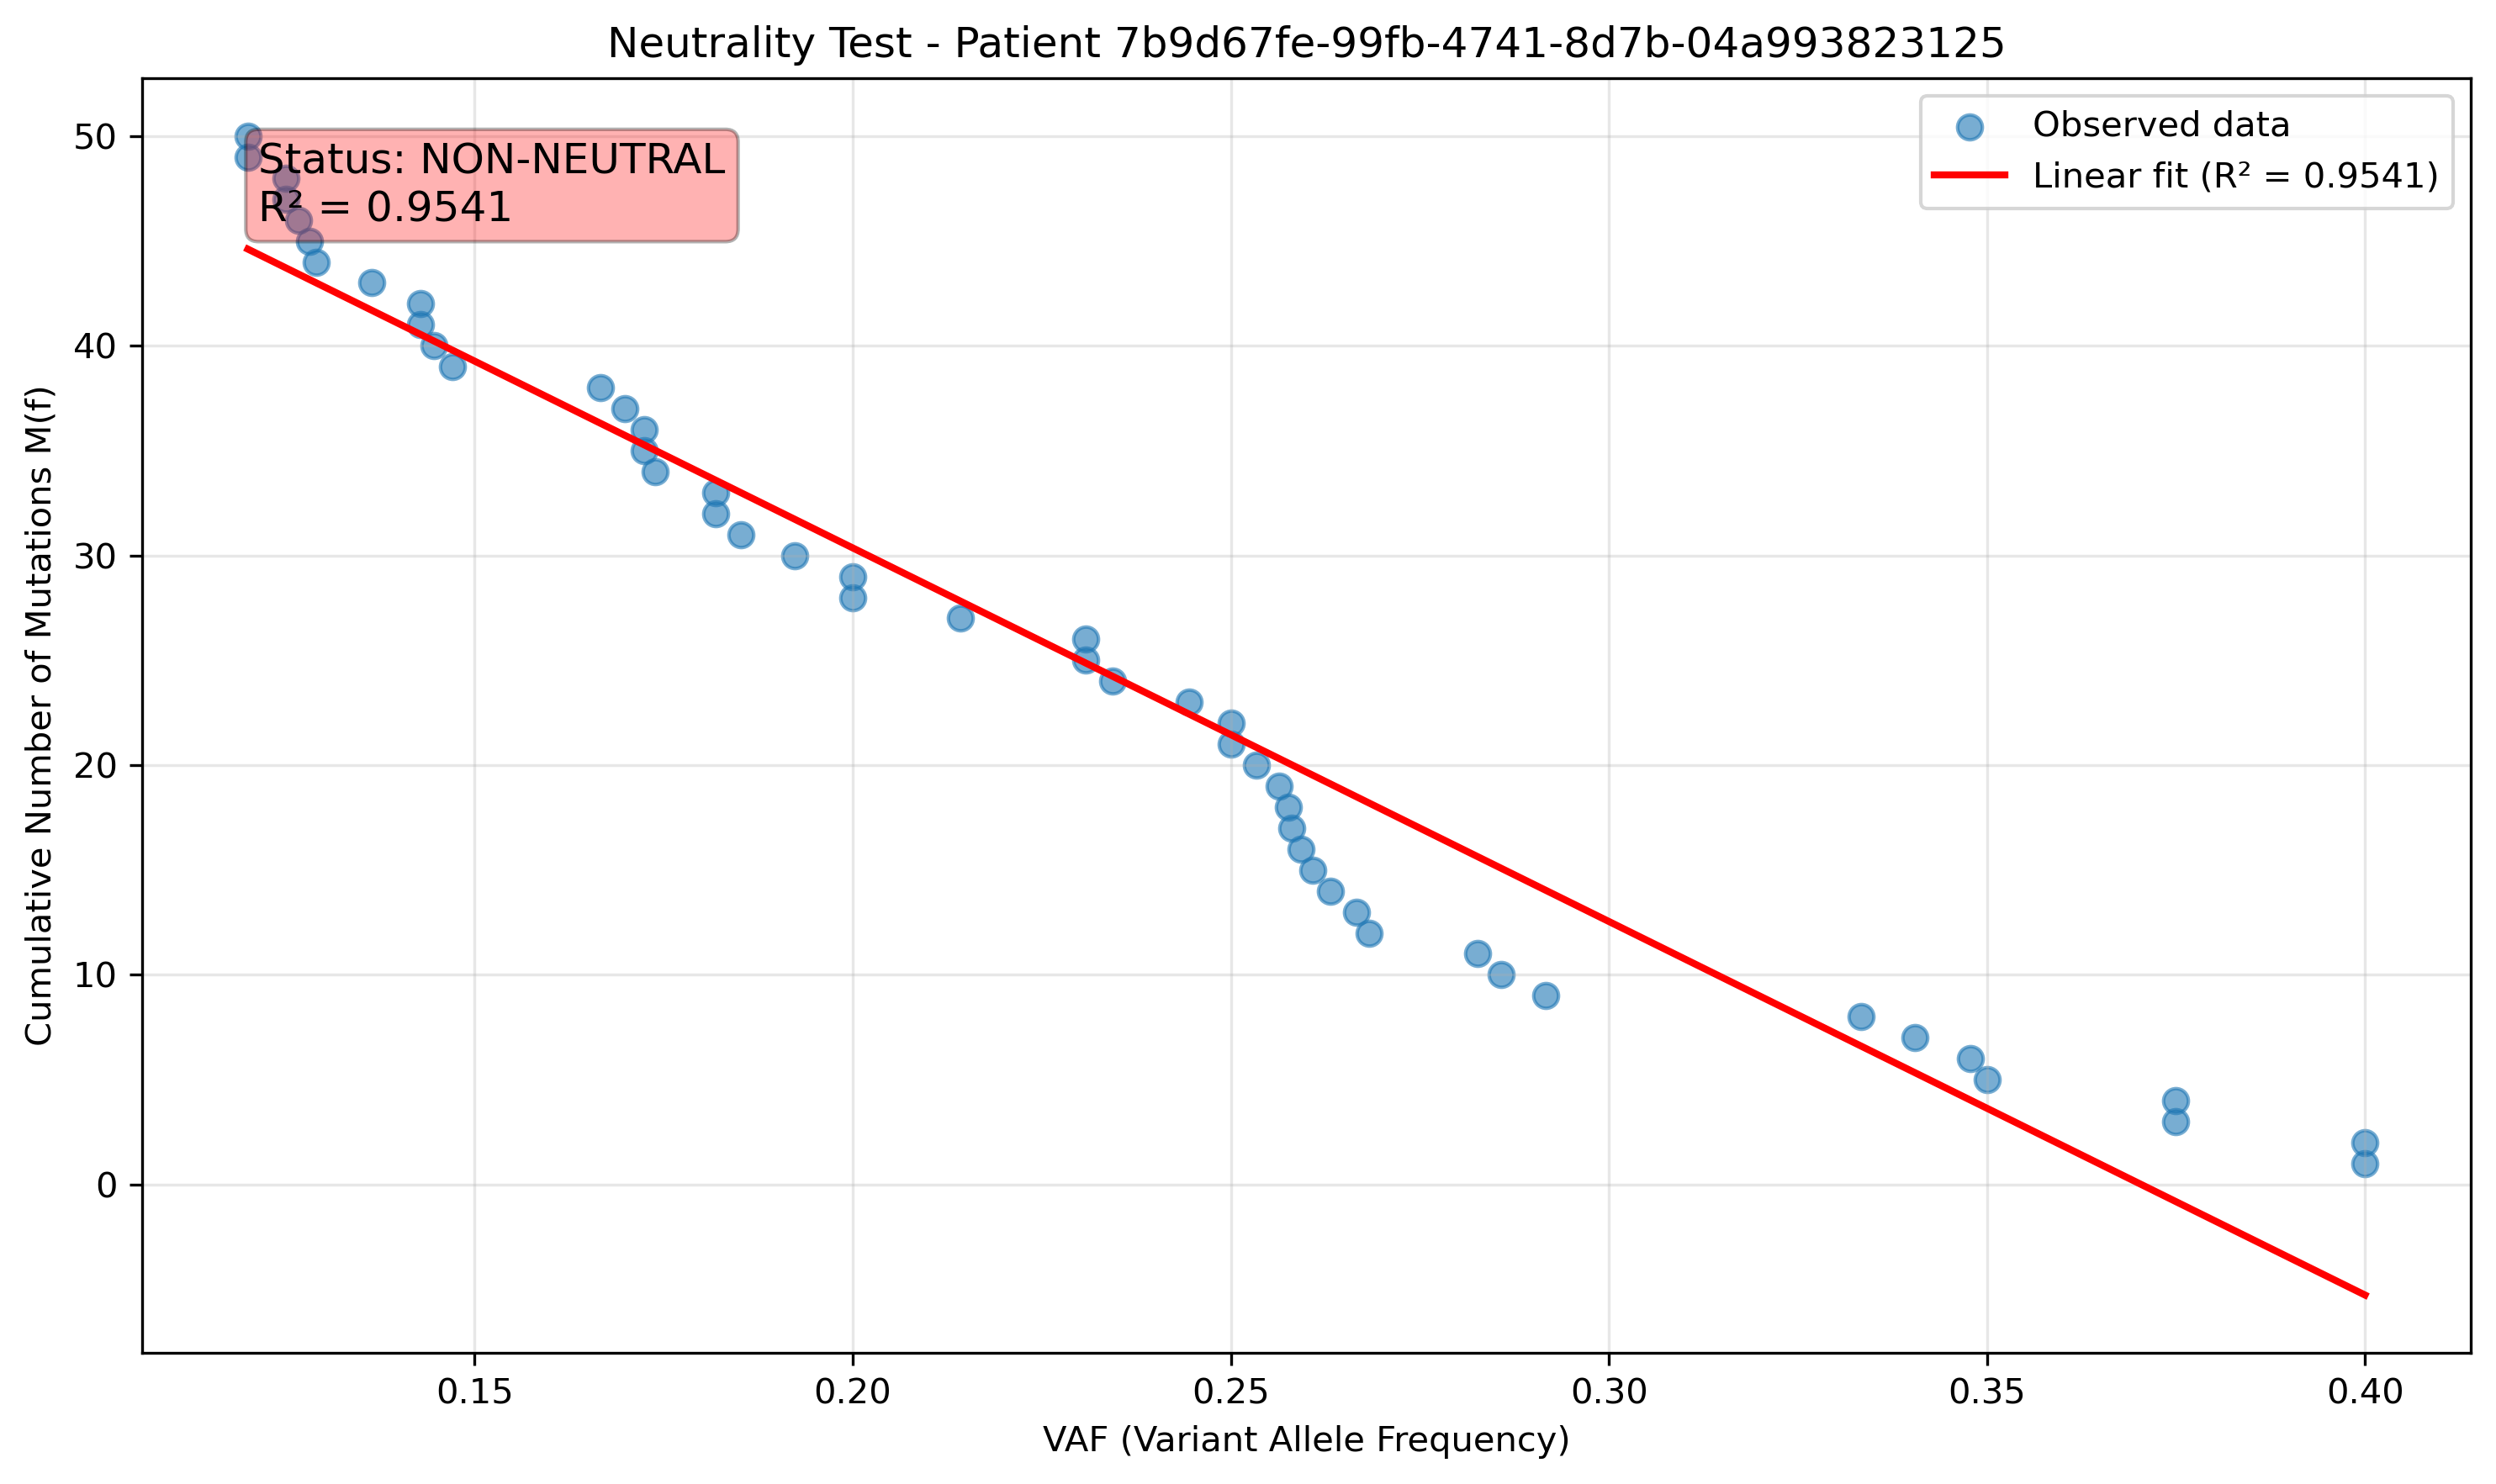 Neutrality Test - Patient 7b9d67fe-99fb-4741-8d7b-04a993823125
Observed data
Linear fit (R² = 0.9541)
Status: NON-NEUTRAL
R² = 0.9541
Cumulative Number of Mutations M(f)
50
40
30
20
10
0
0.15
0.20
0.25
0.30
0.35
0.40
VAF (Variant Allele Frequency)